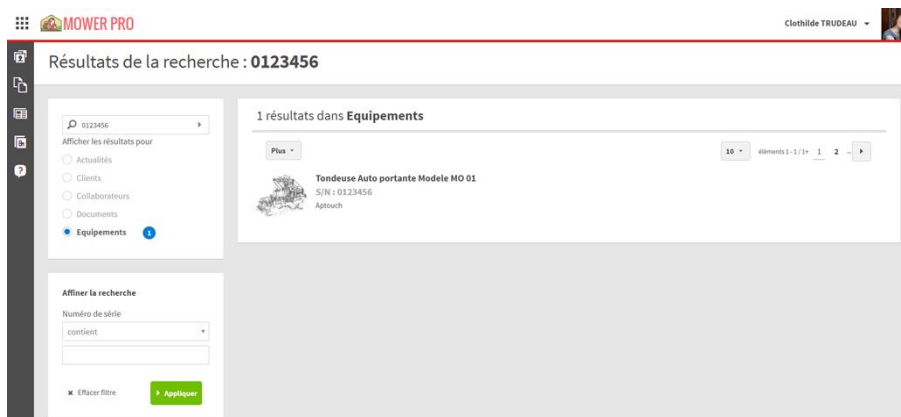 MOWER PRO
Clothilde TRUDEAU
Résultats de la recherche : 0123456
0123456
Afficher les résultats pour
Actualités
Clients
Collaborateurs
Documents
Equipements 1
Affiner la recherche
Numéro de série
contient
Effacer filtre
Appliquer
1 résultats dans Equipements
Plus
10 éléments 1 - 1 / 1+ 1 2 ...
Tondeuse Auto portante Modele MO 01
S/N : 0123456
Aptouch